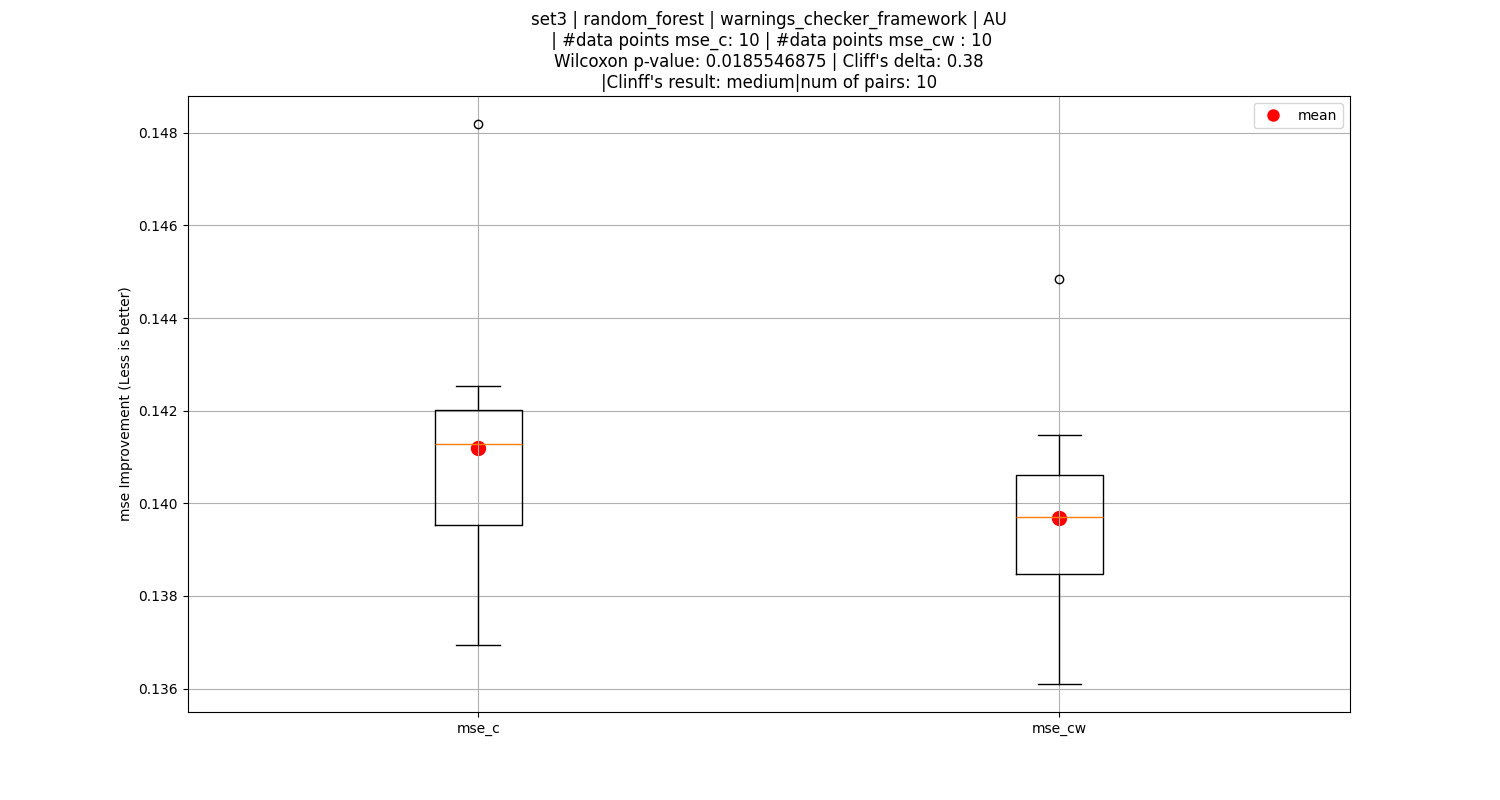 set3 | random_forest | warnings_checker_framework | AU
| #data points mse_c: 10 | #data points mse_cw : 10
Wilcoxon p-value: 0.0185546875 | Cliff's delta: 0.38
|Clinff's result: medium|num of pairs: 10
mean
mse Improvement (Less is better)
0.148
0.146
0.144
0.142
0.140
0.138
0.136
mse_c
mse_cw